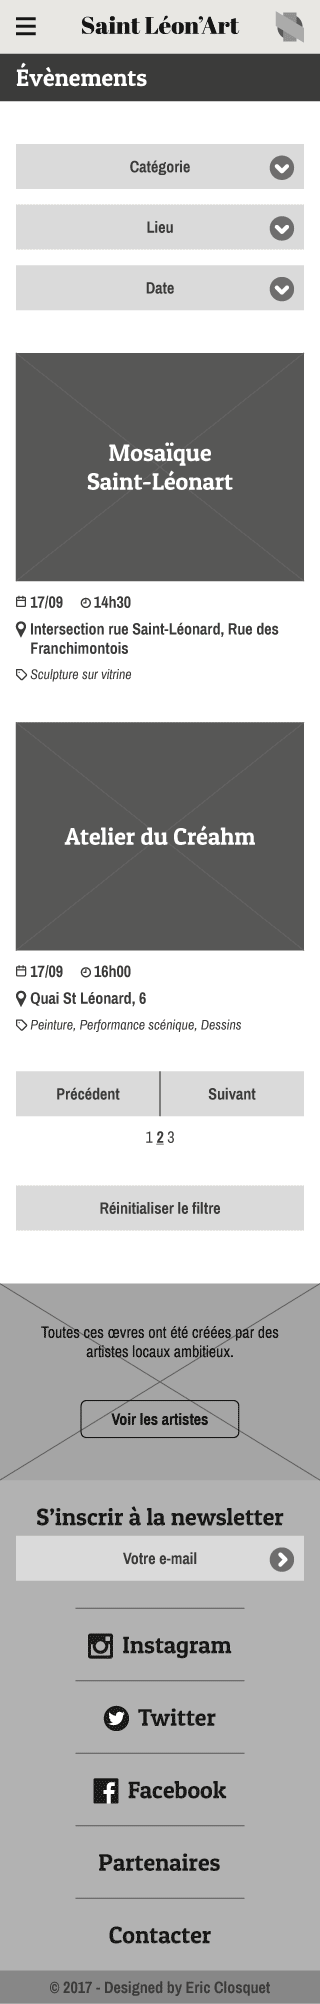 Saint Léon’Art
Évènements
Catégorie
Lieu
Date
Mosaïque
Saint-Léonart
17/09 14h30
Intersection rue Saint-Léonard, Rue des
Franchimontois
Sculpture sur vitrine
Atelier du Créahm
17/09 16h00
Quai St Léonard, 6
Peinture, Performance scénique, Dessins
Précédent Suivant
1 2 3
Réinitialiser le filtre
Toutes ces œvres ont été créées par des
artistes locaux ambitieux.
Voir les artistes
S’inscrir à la newsletter
Votre e-mail
Instagram
Twitter
Facebook
Partenaires
Contacter
© 2017 - Designed by Eric Closquet